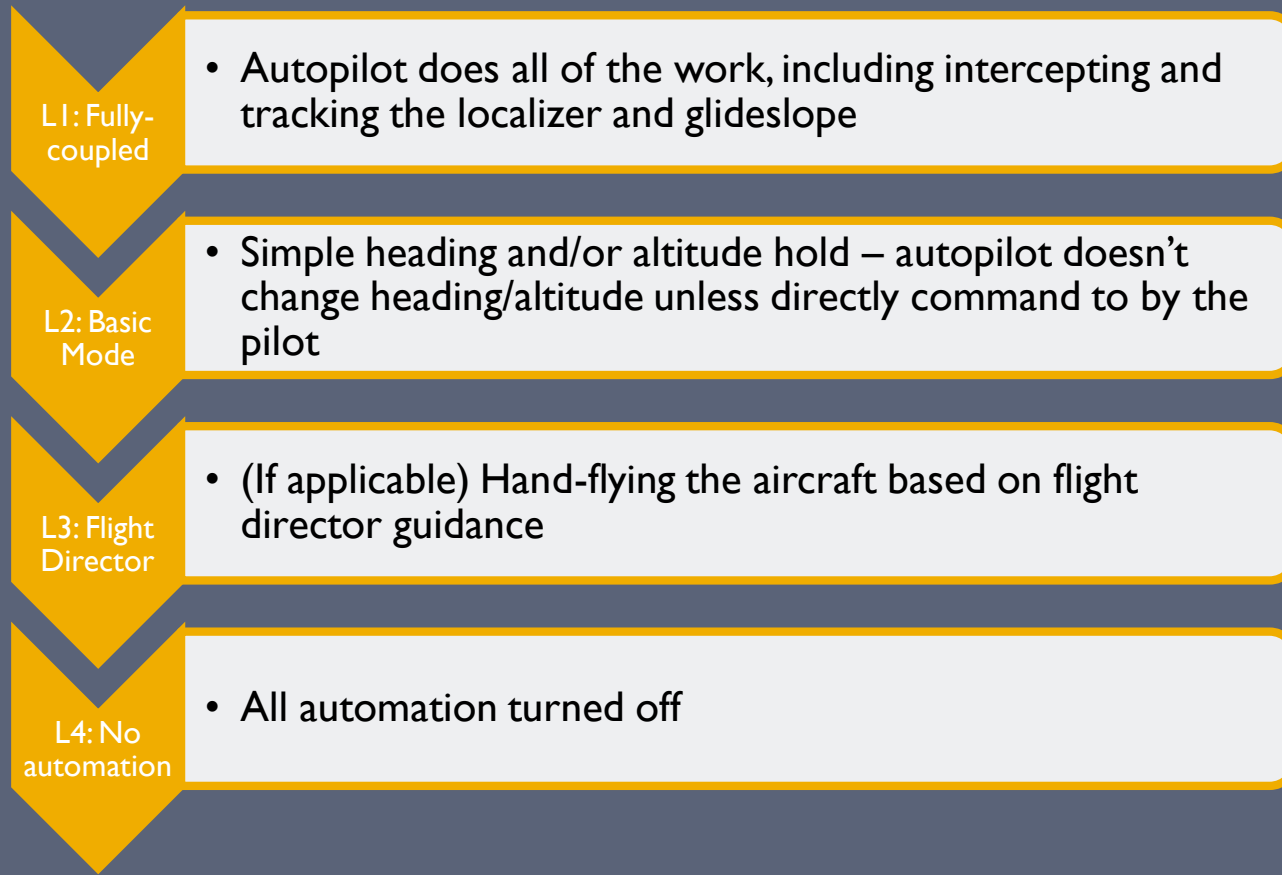 L1: Fully-
coupled
• Autopilot does all of the work, including intercepting and
tracking the localizer and glideslope
L2: Basic
Mode
• Simple heading and/or altitude hold – autopilot doesn’t
change heading/altitude unless directly command to by the
pilot
L3: Flight
Director
• (If applicable) Hand-flying the aircraft based on flight
director guidance
L4: No
automation
• All automation turned off